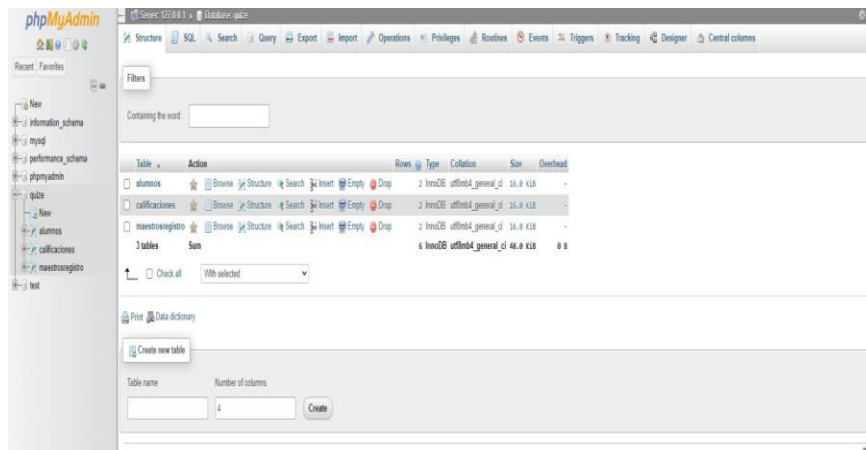 phpMyAdmin
Recent Favorites
New
information_schema
mysql
performance_schema
phpmyadmin
quize
New
alumnos
calificaciones
maestrosregistro
test
Server: 127.0.0.1 » Database: quize
Structure SQL Search Query Export Import Operations Privileges Routines Events Triggers Tracking Designer Central columns
Filters
Containing the word:
Table Action Rows Type Collation Size Overhead
alumnos Browse Structure Search Insert Empty Drop 2 InnoDB utf8mb4_general_ci 16.0 KiB -
calificaciones Browse Structure Search Insert Empty Drop 2 InnoDB utf8mb4_general_ci 16.0 KiB -
maestrosregistro Browse Structure Search Insert Empty Drop 2 InnoDB utf8mb4_general_ci 16.0 KiB -
3 tables Sum 6 InnoDB utf8mb4_general_ci 48.0 KiB 0 B
Check all With selected:
Print Data dictionary
Create new table
Table name Number of columns
4 Create